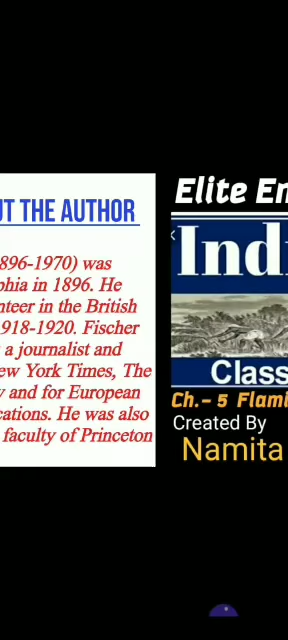 UT THE AUTHOR
896-1970) was
phia in 1896. He
nteer in the British
918-1920. Fischer
a journalist and
ew York Times, The
y and for European
cations. He was also
faculty of Princeton
Elite En
Indi
Class
Ch.- 5 Flami
Created By
Namita